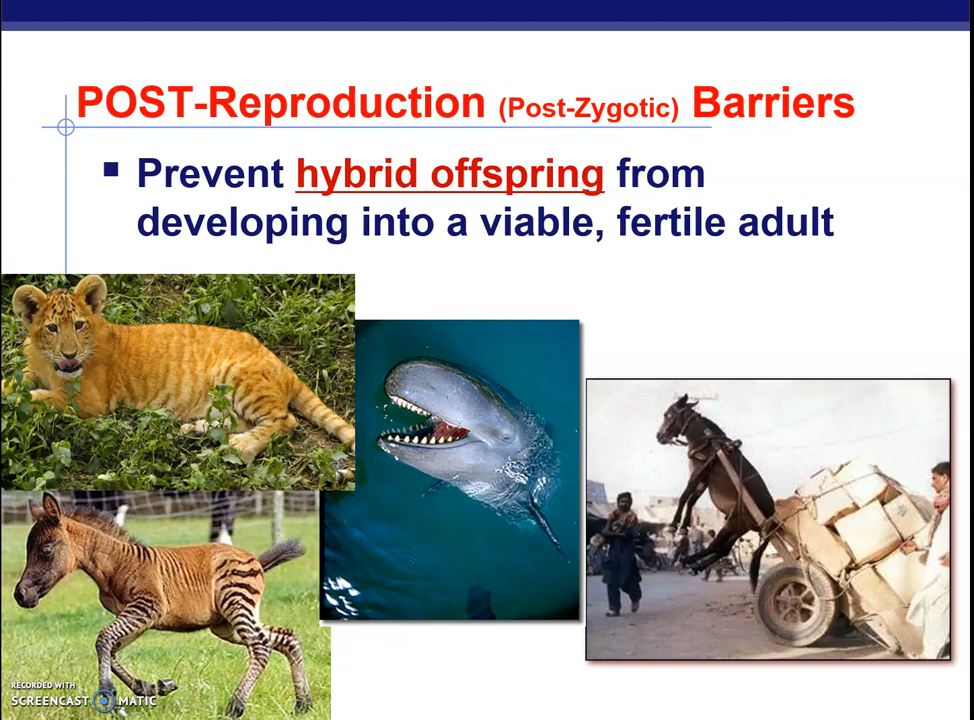 POST-Reproduction (Post-Zygotic) Barriers
Prevent hybrid offspring from
developing into a viable, fertile adult
RECORDED WITH
SCREENCAST MATIC